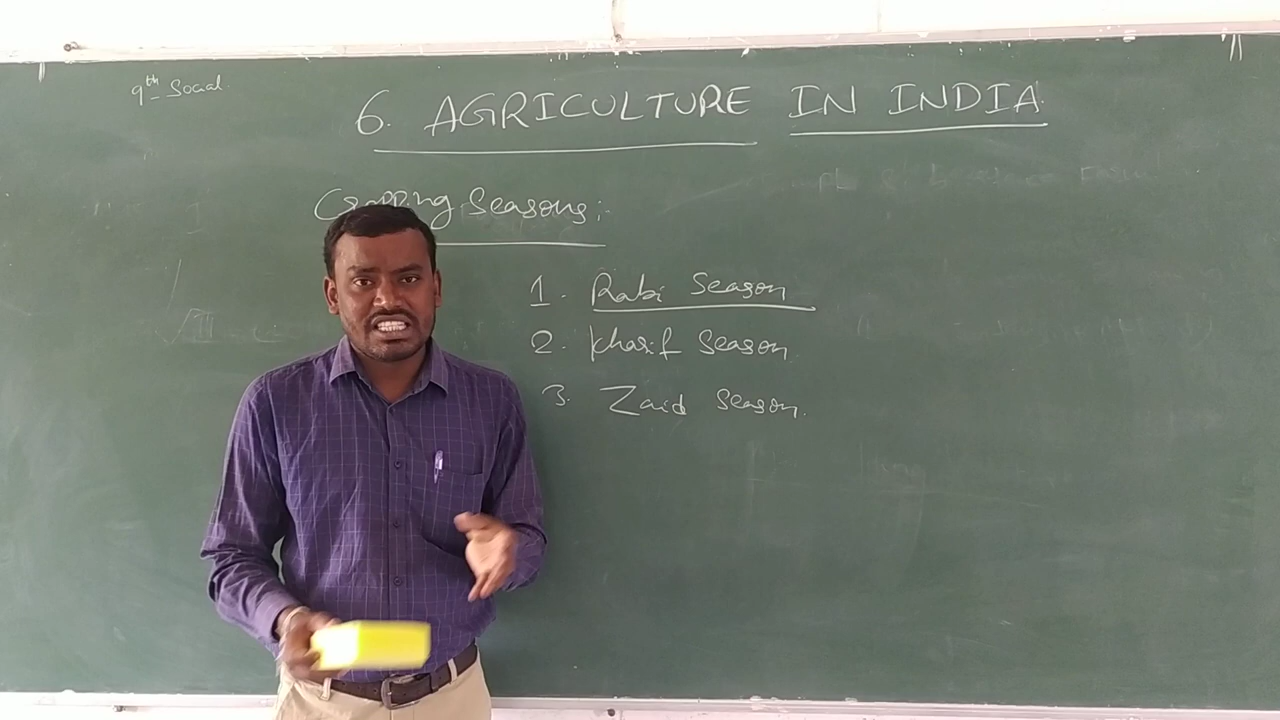 9th Social
6. AGRICULTURE IN INDIA
Cropping Seasons:-
1. Rabi Season
2. Kharif Season
3. Zaid Season.